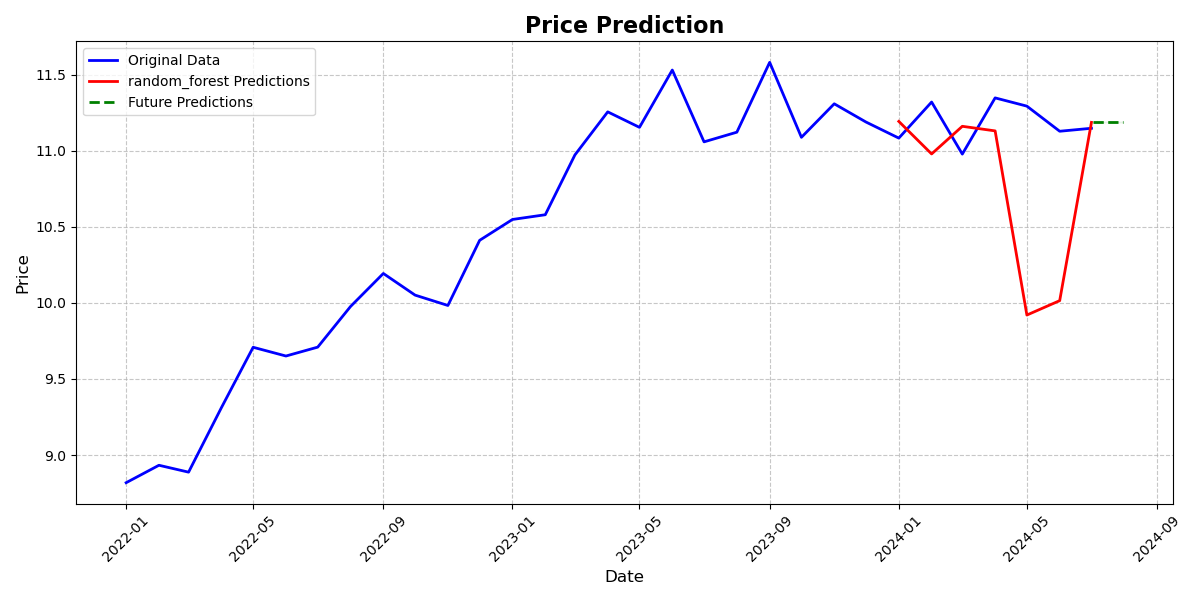 Price Prediction
Original Data
random_forest Predictions
Future Predictions
Price
11.5
11.0
10.5
10.0
9.5
9.0
2022-01
2022-05
2022-09
2023-01
2023-05
2023-09
2024-01
2024-05
2024-09
Date